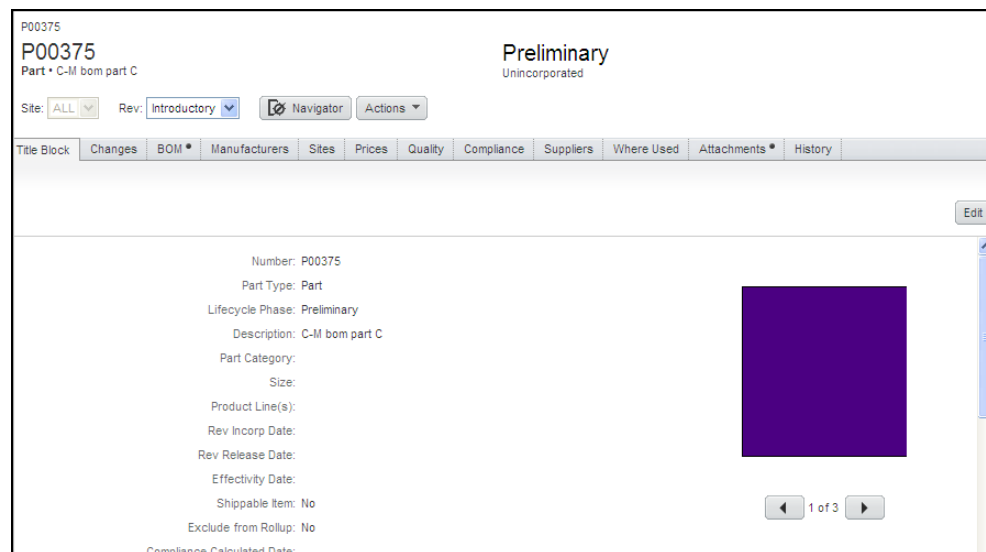 P00375
P00375
Part • C-M bom part C
Preliminary
Unincorporated
Site: ALL Rev: Introductory Navigator Actions
Title Block Changes BOM • Manufacturers Sites Prices Quality Compliance Suppliers Where Used Attachments • History
Edit
Number: P00375
Part Type: Part
Lifecycle Phase: Preliminary
Description: C-M bom part C
Part Category:
Size:
Product Line(s):
Rev Incorp Date:
Rev Release Date:
Effectivity Date:
Shippable Item: No
1 of 3
Exclude from Rollup: No
Compliance Calculated Date: